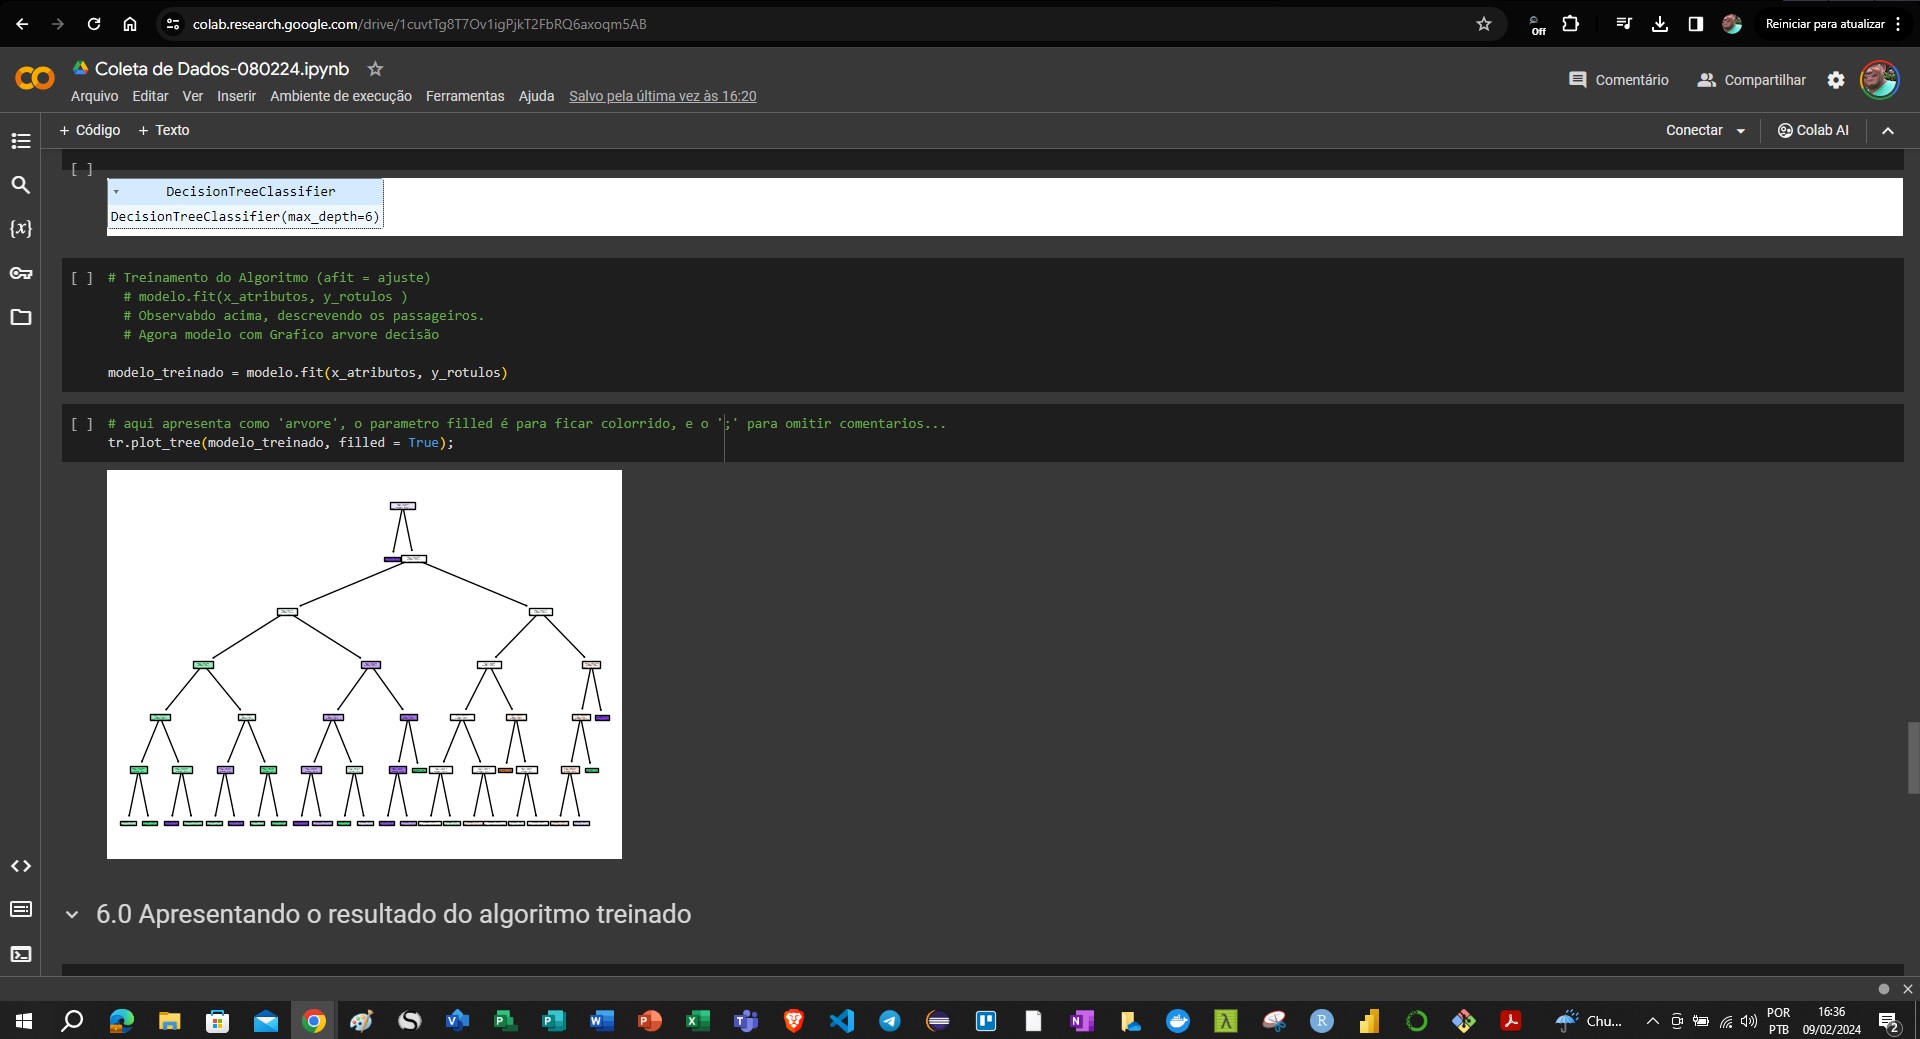 colab.research.google.com/drive/1cuvtTg8T7Ov1igPjkT2FbRQ6axoqm5AB
Off
Reiniciar para atualizar
Coleta de Dados-080224.ipynb
Arquivo Editar Ver Inserir Ambiente de execução Ferramentas Ajuda Salvo pela última vez às 16:20
Comentário
Compartilhar
+ Código + Texto
Conectar
Colab AI
[ ]
DecisionTreeClassifier
DecisionTreeClassifier(max_depth=6)
[ ] # Treinamento do Algoritmo (afit = ajuste)
# modelo.fit(x_atributos, y_rotulos )
# Observabdo acima, descrevendo os passageiros.
# Agora modelo com Grafico arvore decisão
modelo_treinado = modelo.fit(x_atributos, y_rotulos)
[ ] # aqui apresenta como 'arvore', o parametro filled é para ficar colorrido, e o ';' para omitir comentarios...
tr.plot_tree(modelo_treinado, filled = True);
6.0 Apresentando o resultado do algoritmo treinado
Chu...
POR
PTB
16:36
09/02/2024
2